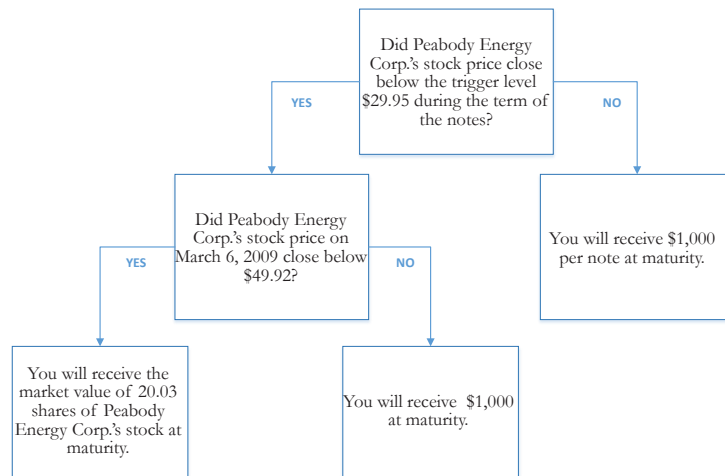 Did Peabody Energy
Corp.'s stock price close
below the trigger level
$29.95 during the term of
the notes?
YES
NO
Did Peabody Energy
Corp.'s stock price on
March 6, 2009 close below
$49.92?
You will receive $1,000
per note at maturity.
YES
NO
You will receive the
market value of 20.03
shares of Peabody
Energy Corp.'s stock at
maturity.
You will receive $1,000
at maturity.